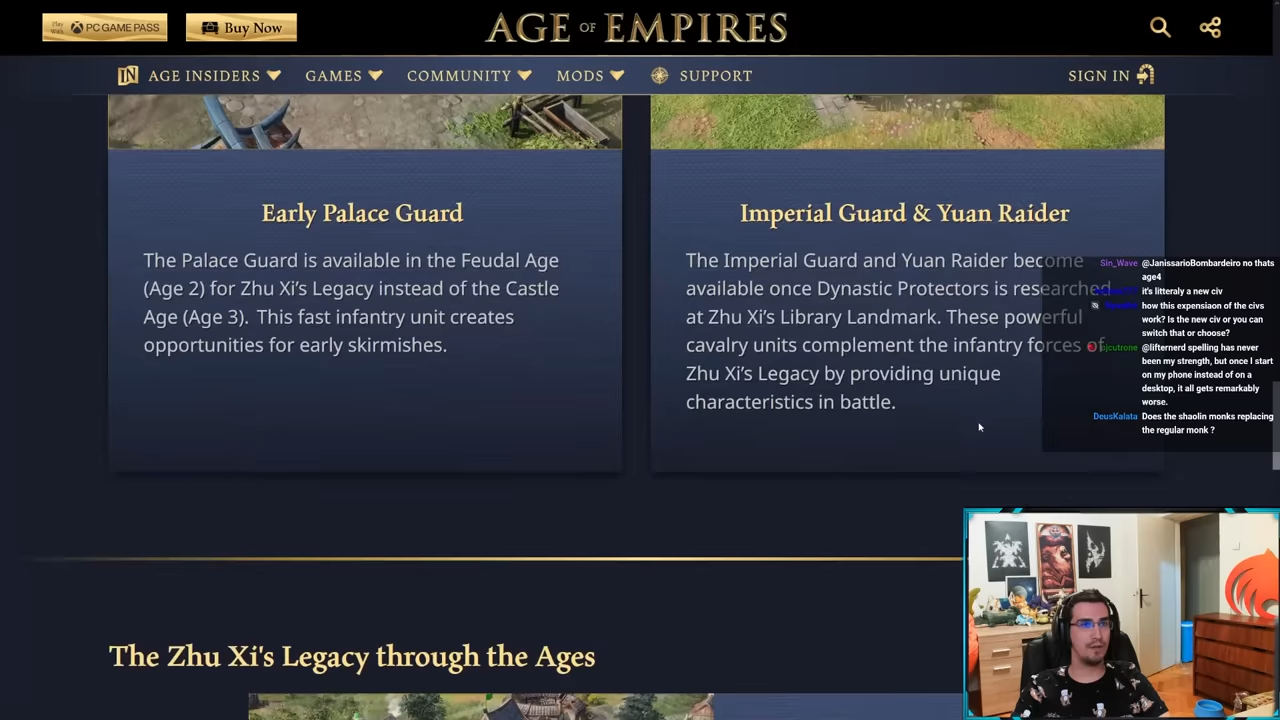 Play With XBOX PC GAME PASS
Buy Now
AGE OF EMPIRES
IN AGE INSIDERS
GAMES
COMMUNITY
MODS
SUPPORT
SIGN IN
Early Palace Guard
The Palace Guard is available in the Feudal Age
(Age 2) for Zhu Xi’s Legacy instead of the Castle
Age (Age 3). This fast infantry unit creates
opportunities for early skirmishes.
Imperial Guard & Yuan Raider
The Imperial Guard and Yuan Raider become
available once Dynastic Protectors is researched
at Zhu Xi’s Library Landmark. These powerful
cavalry units complement the infantry forces of
Zhu Xi’s Legacy by providing unique
characteristics in battle.
Sin_Wave @JanissarioBombardeiro no thats
age4
it's litteraly a new civ
how this expensiaon of the civs
work? Is the new civ or you can
switch that or choose?
@lifternerd spelling has never
been my strength, but once I start
on my phone instead of on a
desktop, it all gets remarkably
worse.
DeusKalata Does the shaolin monks replacing
the regular monk ?
The Zhu Xi's Legacy through the Ages